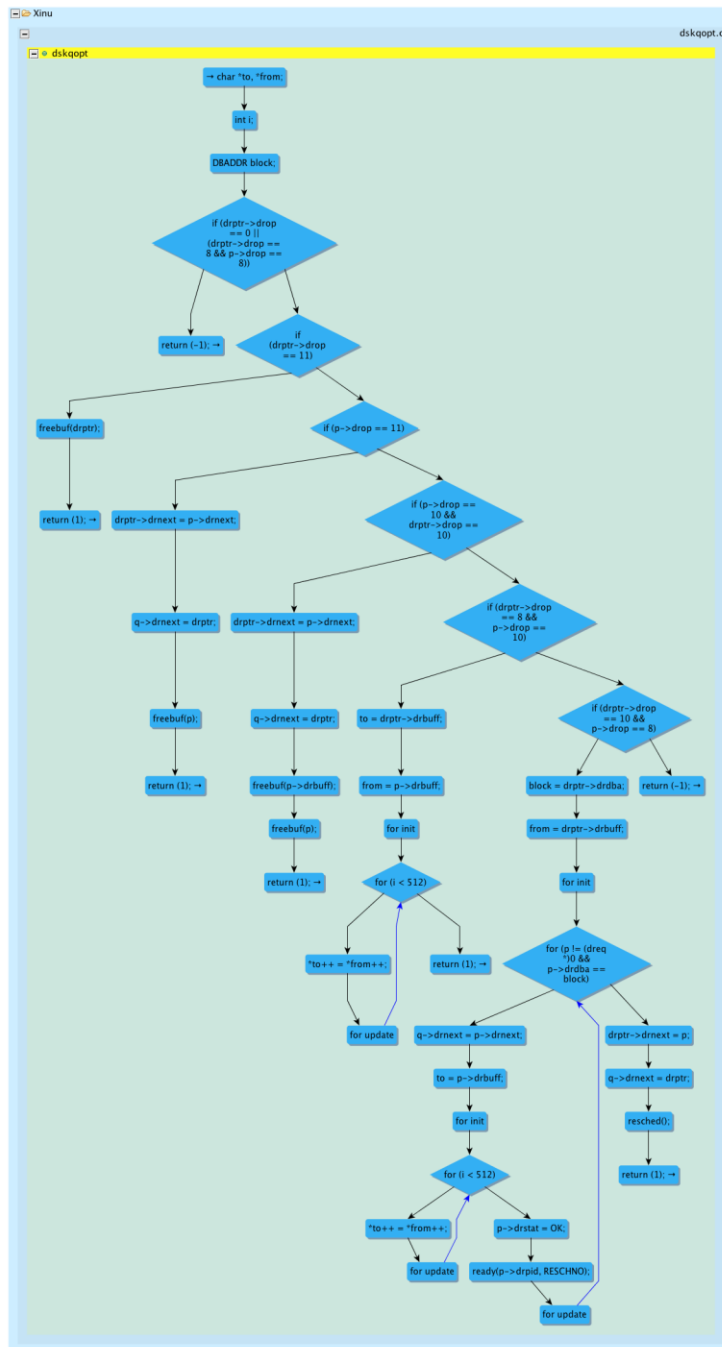 Xinu
dskqopt.c
dskqopt
→ char *to, *from;
int i;
DBADDR block;
if (drptr->drop
== 0 ||
(drptr->drop ==
8 && p->drop ==
8))
return (-1); →
if
(drptr->drop
== 11)
freebuf(drptr);
if (p->drop == 11)
return (1); →
drptr->drnext = p->drnext;
if (p->drop ==
10 &&
drptr->drop ==
10)
q->drnext = drptr;
drptr->drnext = p->drnext;
if (drptr->drop
== 8 &&
p->drop ==
10)
freebuf(p);
q->drnext = drptr;
to = drptr->drbuff;
if (drptr->drop
== 10 &&
p->drop == 8)
return (1); →
freebuf(p->drbuff);
from = p->drbuff;
block = drptr->drdba;
return (-1); →
freebuf(p);
for init
from = drptr->drbuff;
return (1); →
for (i < 512)
for init
*to++ = *from++;
return (1); →
for (p != (dreq
*)0 &&
p->drdba ==
block)
for update
q->drnext = p->drnext;
drptr->drnext = p;
to = p->drbuff;
q->drnext = drptr;
for init
resched();
for (i < 512)
return (1); →
*to++ = *from++;
p->drstat = OK;
for update
ready(p->drpid, RESCHNO);
for update